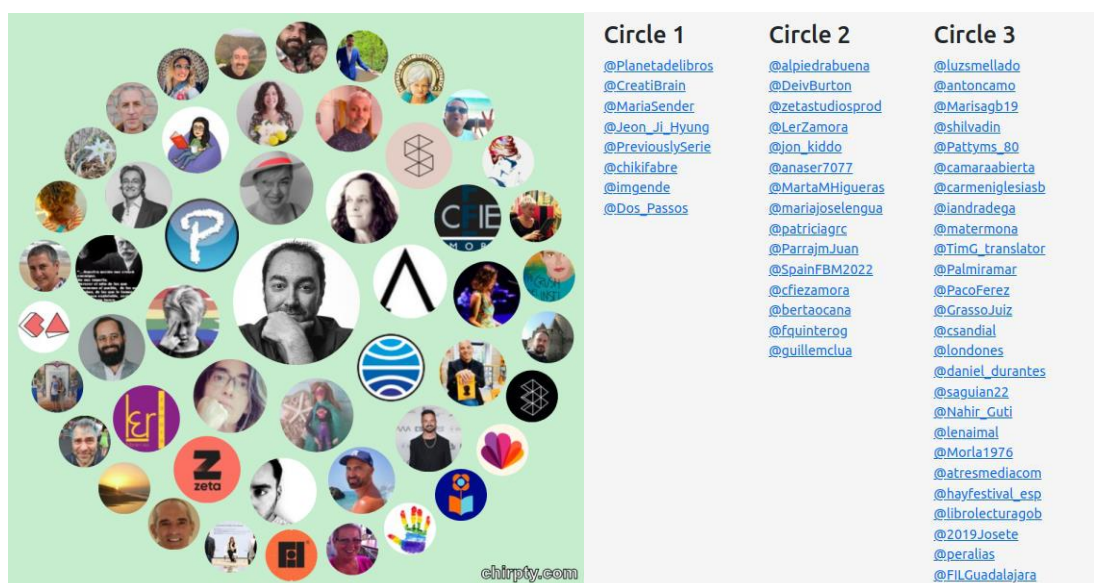 CFIE
ZAMORA
CRUSH
zeta
chirpty.com
Circle 1
@Planetadelibros
@CreatiBrain
@MariaSender
@Jeon_Ji_Hyung
@PreviouslySerie
@chikifabre
@imgende
@Dos_Passos
Circle 2
@alpiedrabuena
@DeivBurton
@zetastudiosprod
@LerZamora
@jon_kiddo
@anaser7077
@MartaMHigueras
@mariajoselengua
@patriciagrc
@ParrajmJuan
@SpainFBM2022
@cfiezamora
@bertaocana
@fquinterog
@guillemclua
Circle 3
@luzsmellado
@antoncamo
@Marisagb19
@shilvadin
@Pattyms_80
@camaraabierta
@carmeniglesiasb
@iandradega
@matermona
@TimG_translator
@Palmiramar
@PacoFerez
@GrassoJuiz
@csandial
@londones
@daniel_durantes
@saguian22
@Nahir_Guti
@lenaimal
@Morla1976
@atresmediacom
@hayfestival_esp
@librolecturagob
@2019Josete
@peralias
@FILGuadalajara